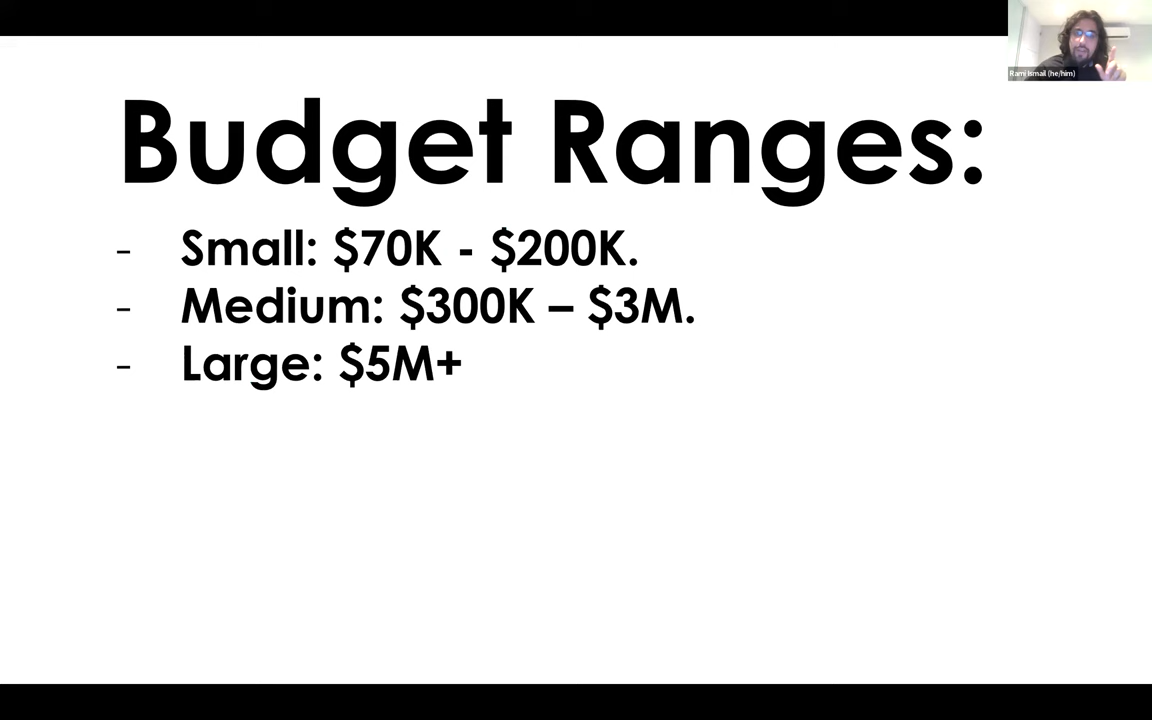 Budget Ranges:
- Small: $70K - $200K.
- Medium: $300K – $3M.
- Large: $5M+
Rami Ismail (he/him)